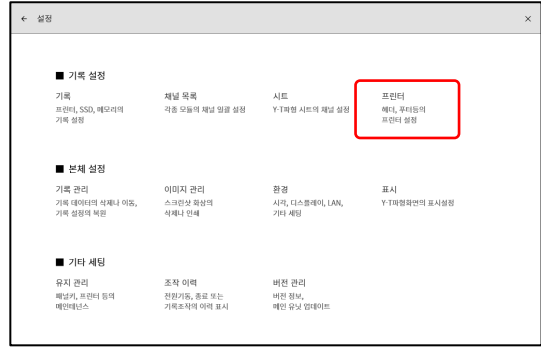 ← 설정 ×
■ 기록 설정
기록 채널 목록 시트 프린터
프린터, SSD, 메모리의 각종 모듈의 채널 일괄 설정 Y-T파형 시트의 채널 설정 헤더, 푸터등의
기록 설정 프린터 설정
■ 본체 설정
기록 관리 이미지 관리 환경 표시
기록 데이터의 삭제나 이동, 스크린샷 화상의 시각, 디스플레이, LAN, Y-T파형화면의 표시설정
기록 설정의 복원 삭제나 인쇄 기타 세팅
■ 기타 세팅
유지 관리 조작 이력 버전 관리
패널키, 프린터 등의 전원기동, 종료 또는 버전 정보,
메인테넌스 기록조작의 이력 표시 메인 유닛 업데이트